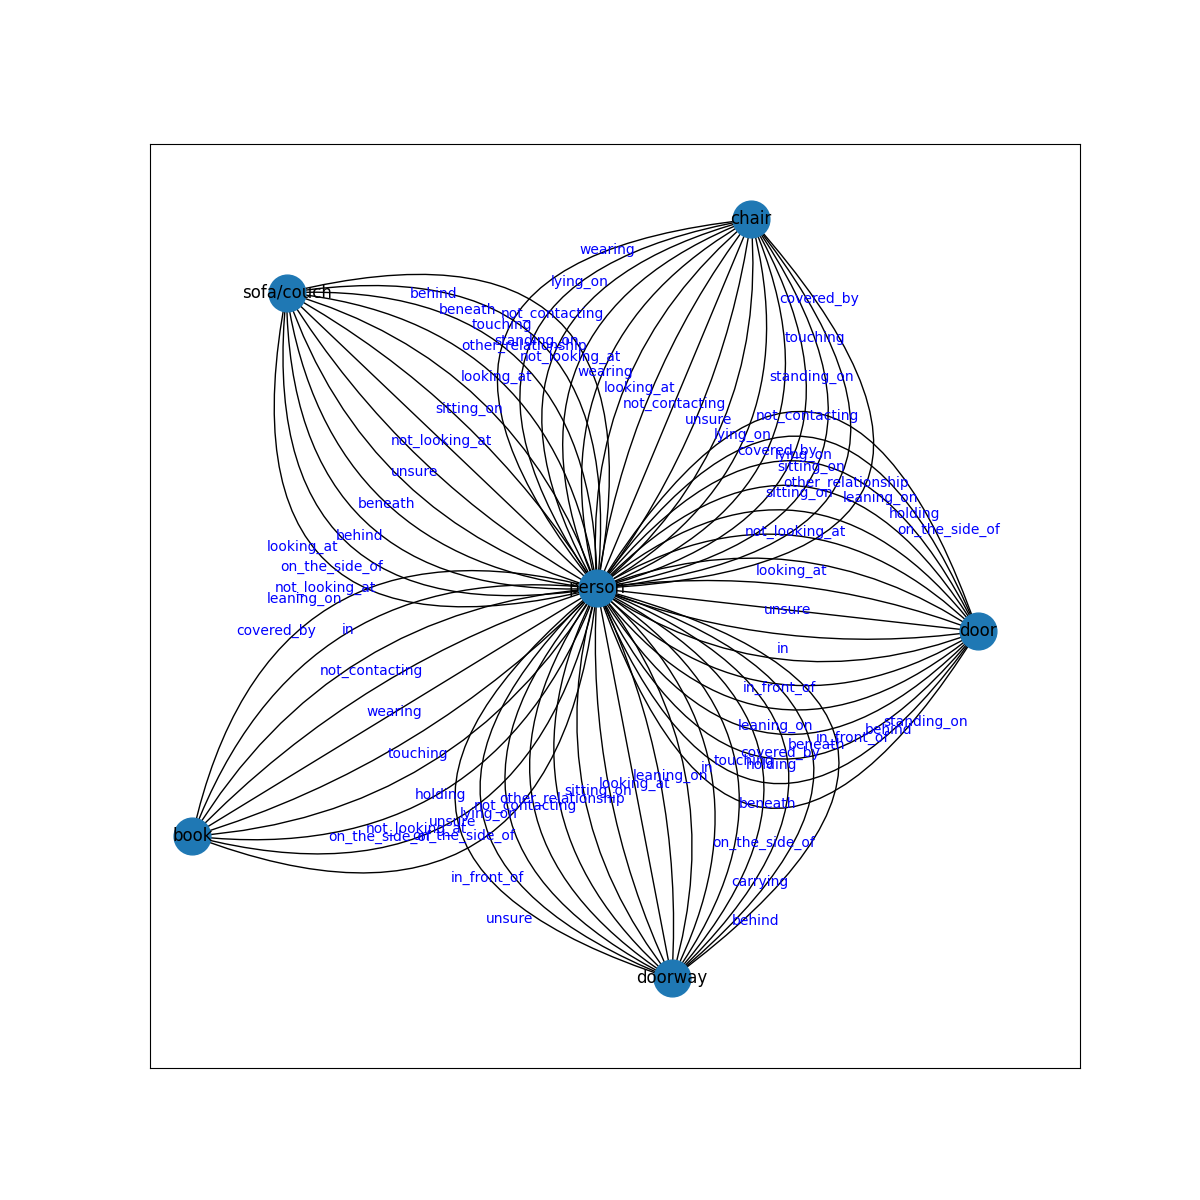 chair
wearing
lying_on
sofa/couch
behind
covered_by
beneath
not_contacting
touching
touching
standing_on
other_relationship
not_looking_at
wearing
looking_at
standing_on
looking_at
not_contacting
sitting_on
unsure
not_contacting
lying_on
not_looking_at
covered_by
lying_on
unsure
sitting_on
other_relationship
sitting_on
leaning_on
beneath
holding
on_the_side_of
not_looking_at
behind
looking_at
on_the_side_of
looking_at
not_looking_at
person
leaning_on
unsure
covered_by
in
door
in
not_contacting
in_front_of
wearing
leaning_on
standing_on
behind
in_front_of
beneath
covered_by
touching
touching
holding
in
leaning_on
looking_at
sitting_on
holding
other_relationship
not_contacting
beneath
lying_on
unsure
not_looking_at
book
on_the_side_of
on_the_side_of
on_the_side_of
in_front_of
carrying
unsure
behind
doorway